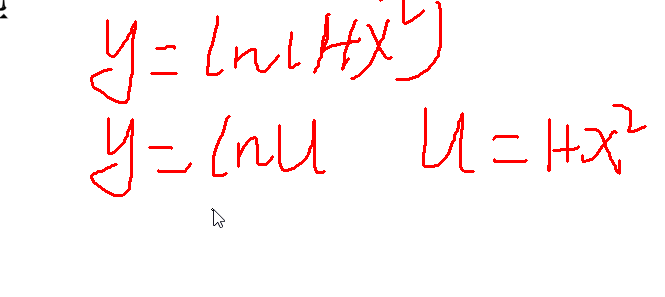 y = ln(1+x²)
y = lnu u = 1+x²